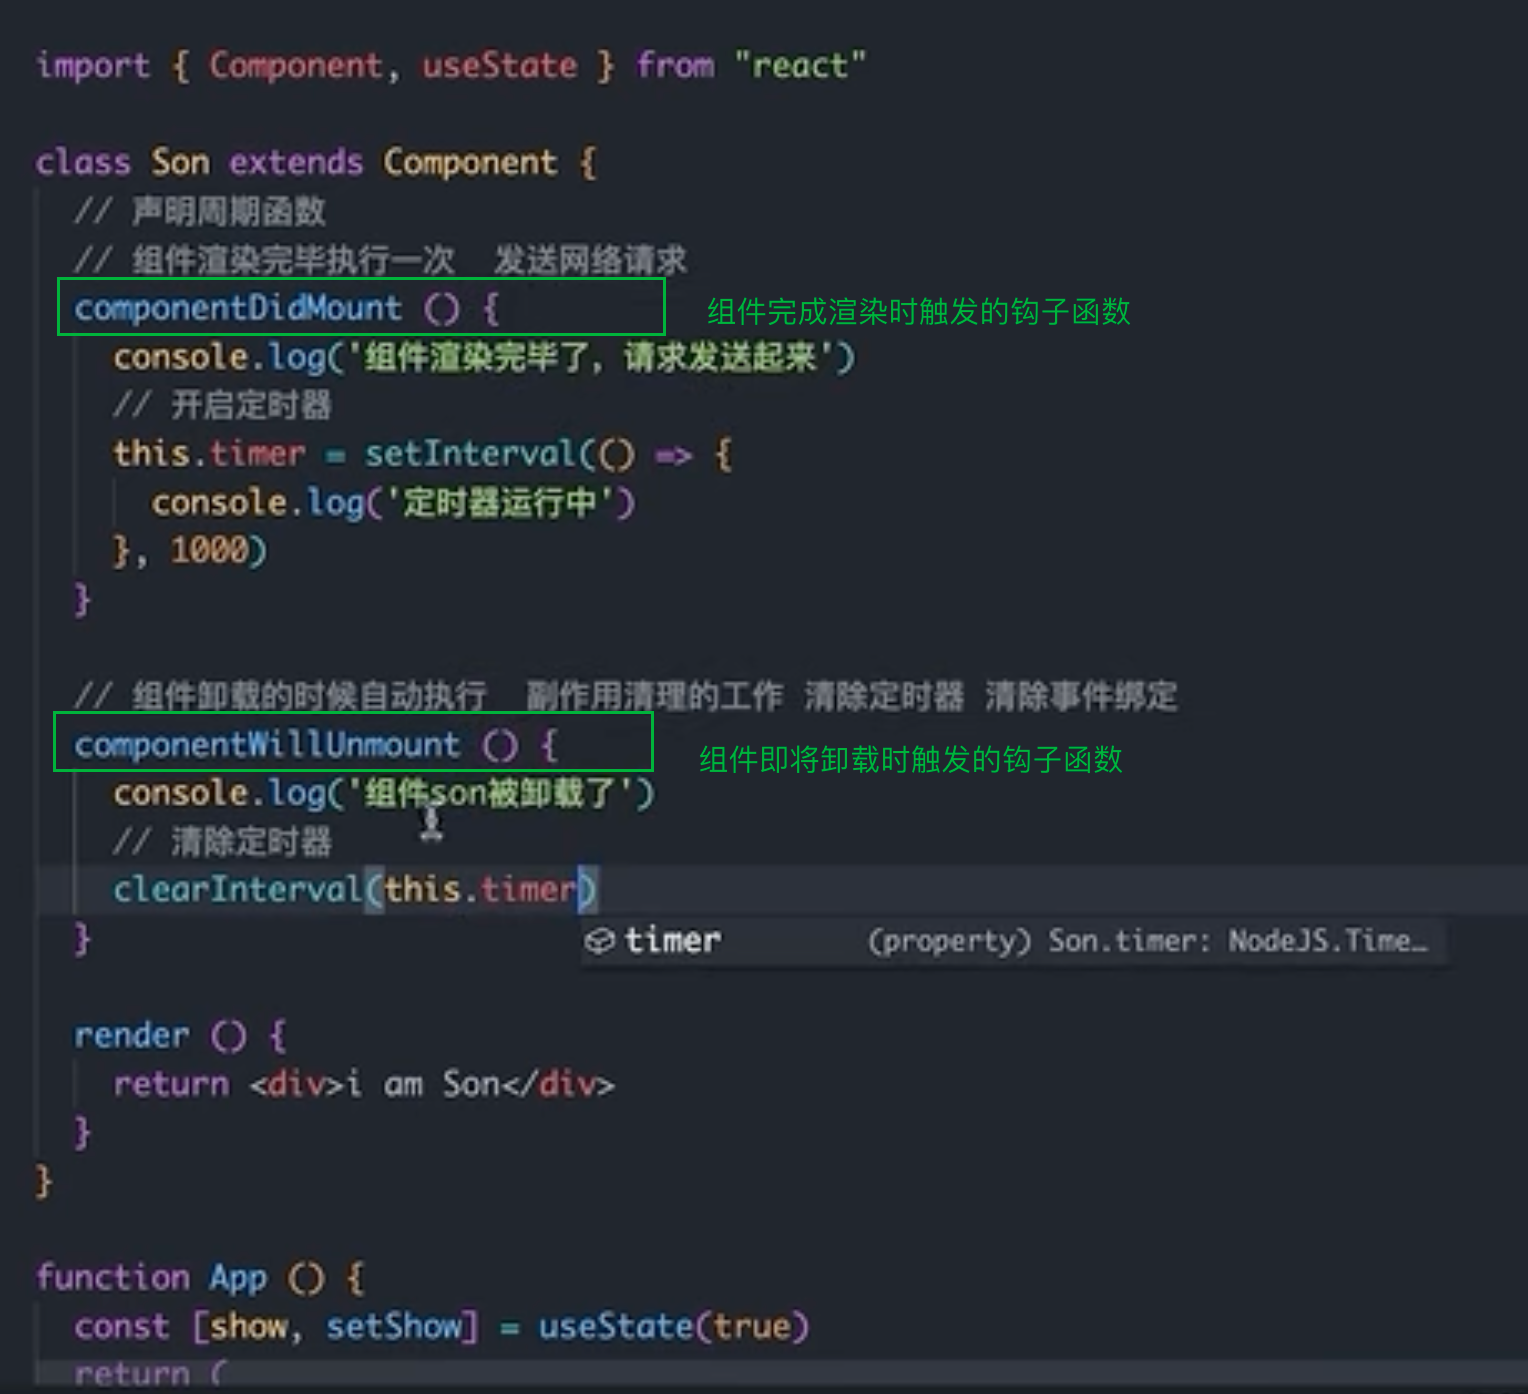 import { Component, useState } from "react"
class Son extends Component {
// 声明周期函数
// 组件渲染完毕执行一次  发送网络请求
componentDidMount () {
组件完成渲染时触发的钩子函数
console.log('组件渲染完毕了, 请求发送起来')
// 开启定时器
this.timer = setInterval(() => {
console.log('定时器运行中')
}, 1000)
}
// 组件卸载的时候自动执行  副作用清理的工作 清除定时器 清除事件绑定
componentWillUnmount () {
组件即将卸载时触发的钩子函数
console.log('组件son被卸载了')
// 清除定时器
clearInterval(this.timer)
}
timer (property) Son.timer: NodeJS.Time…
render () {
return <div>i am Son</div>
}
}
function App () {
const [show, setShow] = useState(true)
return (